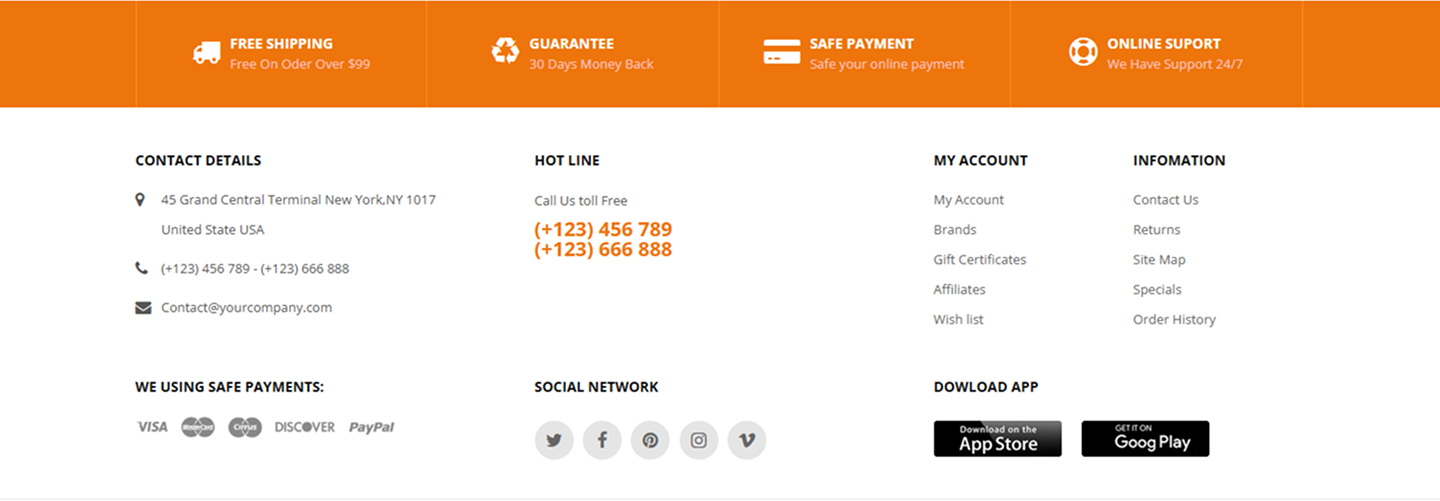 FREE SHIPPING
Free On Oder Over $99
GUARANTEE
30 Days Money Back
SAFE PAYMENT
Safe your online payment
ONLINE SUPORT
We Have Support 24/7
CONTACT DETAILS
45 Grand Central Terminal New York,NY 1017
United State USA
(+123) 456 789 - (+123) 666 888
Contact@yourcompany.com
HOT LINE
Call Us toll Free
(+123) 456 789
(+123) 666 888
MY ACCOUNT
My Account
Brands
Gift Certificates
Affiliates
Wish list
INFOMATION
Contact Us
Returns
Site Map
Specials
Order History
WE USING SAFE PAYMENTS:
VISA MasterCard Cirrus DISCOVER PayPal
SOCIAL NETWORK
DOWLOAD APP
Download on the
App Store
GET IT ON
Goog Play